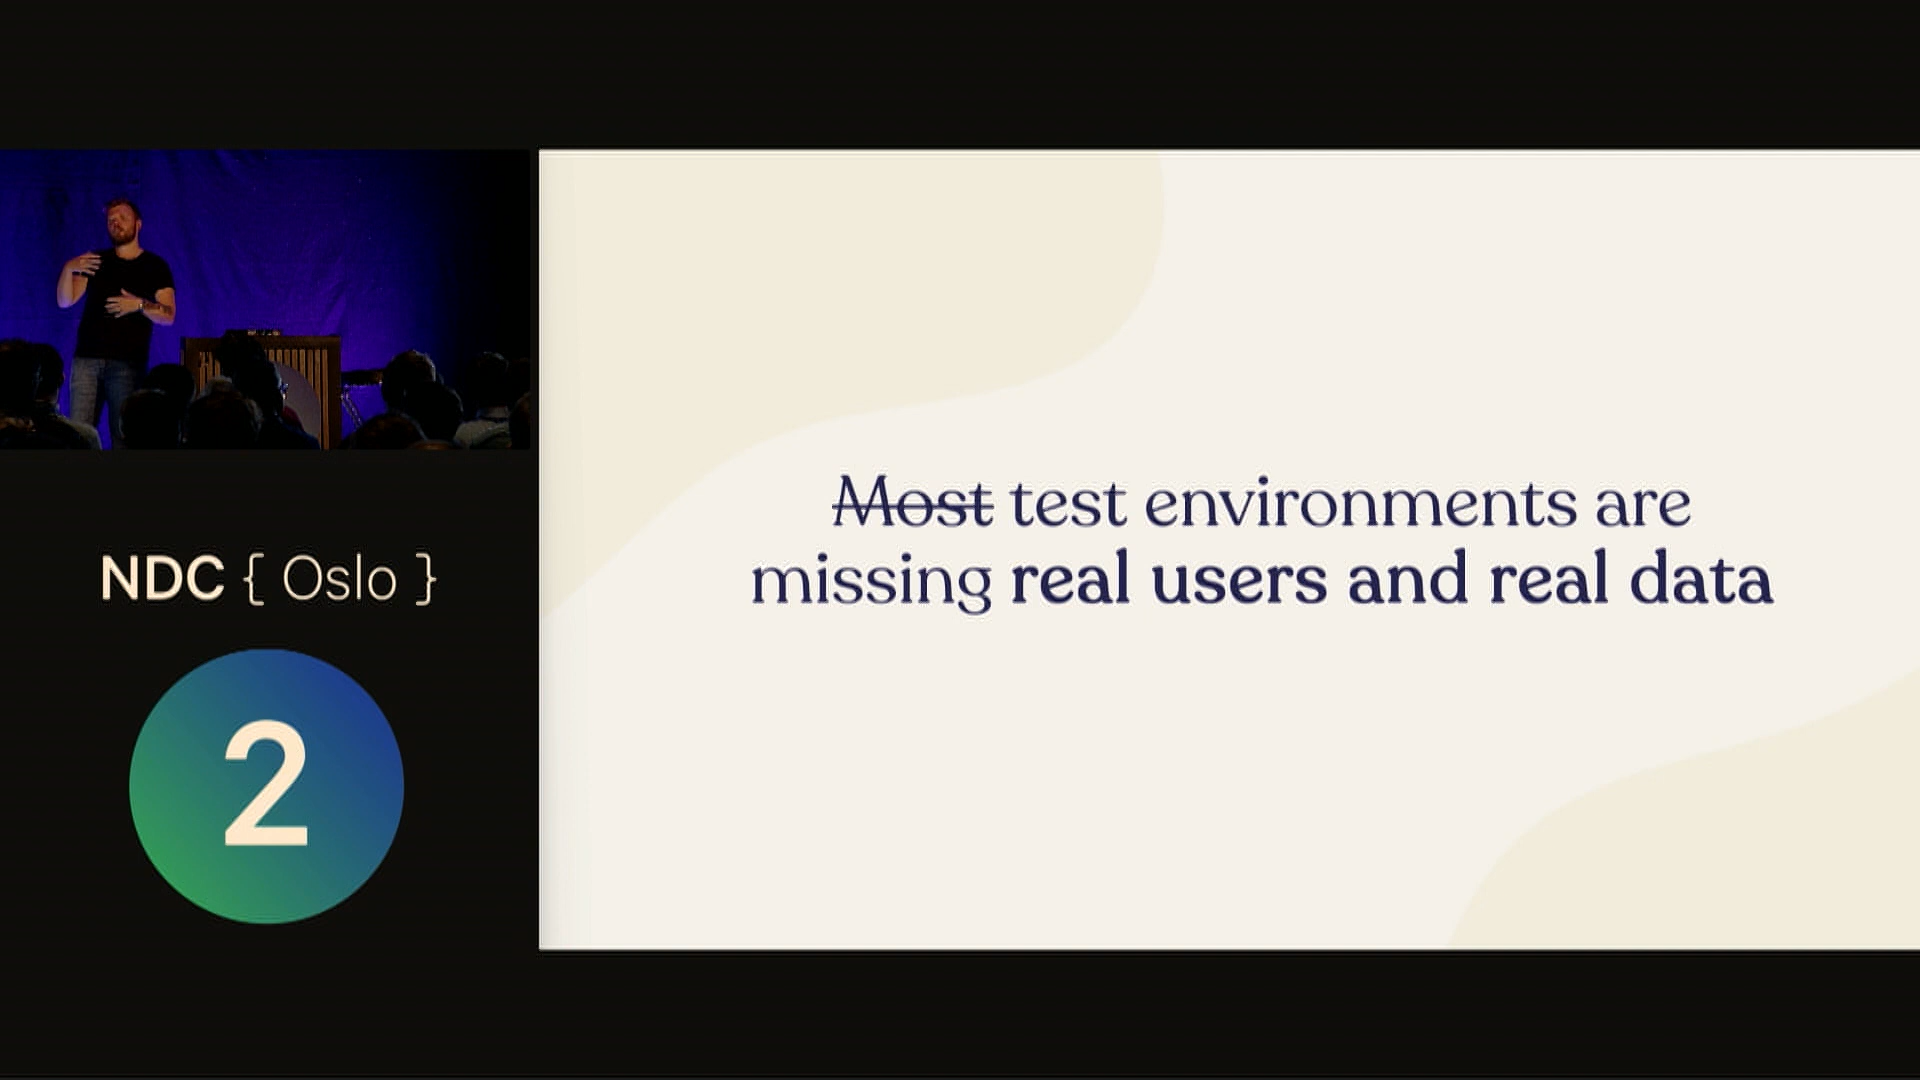 NDC { Oslo }
2
Most test environments are
missing real users and real data